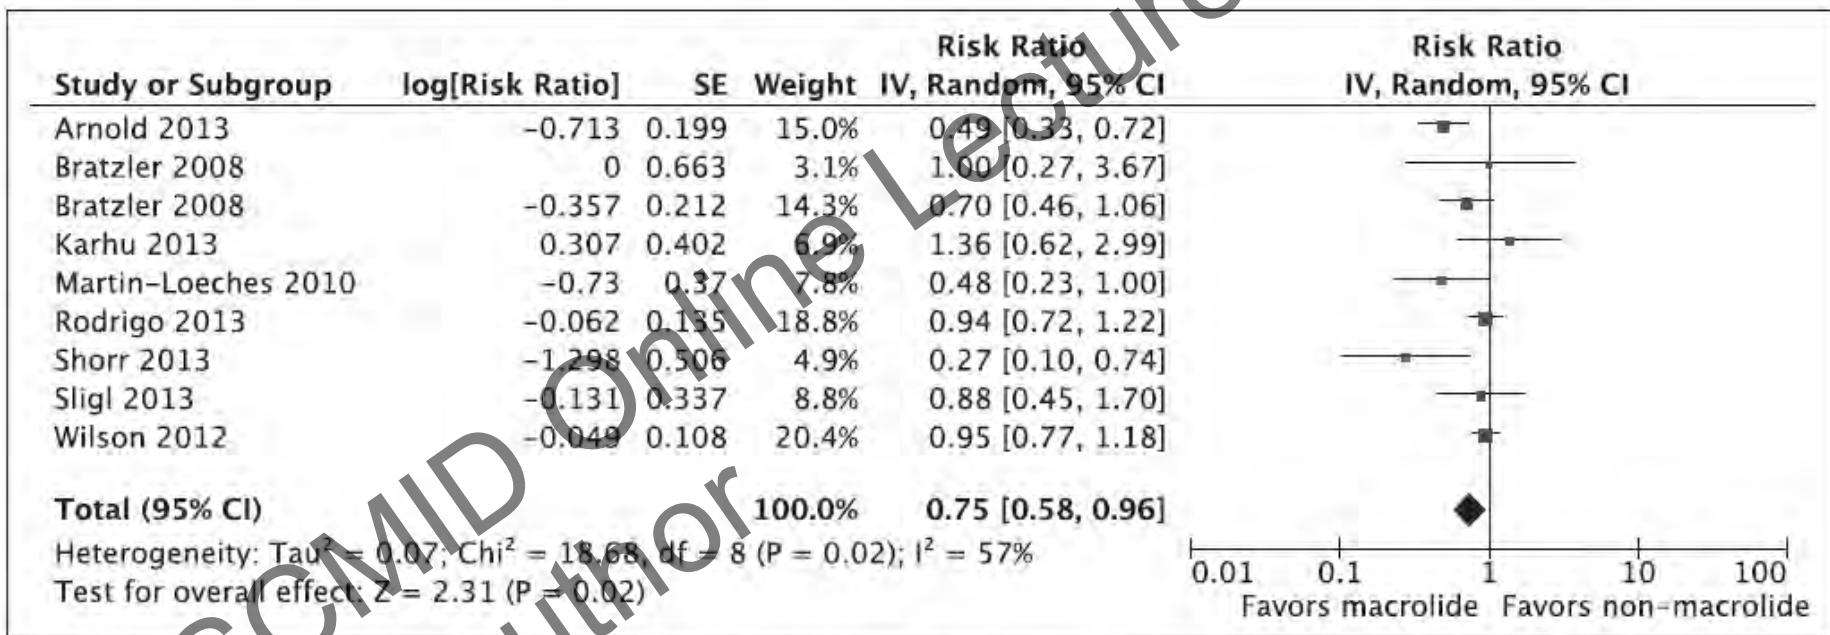 Risk Ratio Risk Ratio
Study or Subgroup log[Risk Ratio] SE Weight IV, Random, 95% CI IV, Random, 95% CI
Arnold 2013 −0.713 0.199 15.0% 0.49 [0.33, 0.72]
Bratzler 2008 0 0.663 3.1% 1.00 [0.27, 3.67]
Bratzler 2008 −0.357 0.212 14.3% 0.70 [0.46, 1.06]
Karhu 2013 0.307 0.402 6.9% 1.36 [0.62, 2.99]
Martin-Loeches 2010 −0.73 0.37 7.8% 0.48 [0.23, 1.00]
Rodrigo 2013 −0.062 0.135 18.8% 0.94 [0.72, 1.22]
Shorr 2013 −1.298 0.506 4.9% 0.27 [0.10, 0.74]
Sligl 2013 −0.131 0.337 8.8% 0.88 [0.45, 1.70]
Wilson 2012 −0.049 0.108 20.4% 0.95 [0.77, 1.18]
Total (95% CI) 100.0% 0.75 [0.58, 0.96]
Heterogeneity: Tau² = 0.07; Chi² = 18.68, df = 8 (P = 0.02); I² = 57%
Test for overall effect: Z = 2.31 (P = 0.02)
0.01 0.1 1 10 100
Favors macrolide Favors non-macrolide
SCMID Online Lectur
uthor